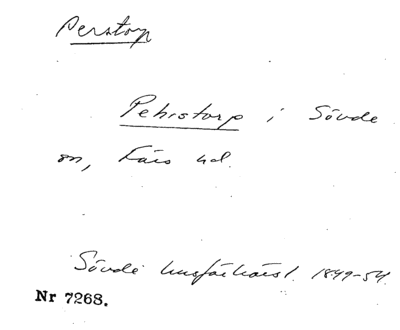 Perstorp
Pehrstorp i Sövde
sn, Färs hd.
Sövde husförhörsl. 1849-54.
Nr 7268.